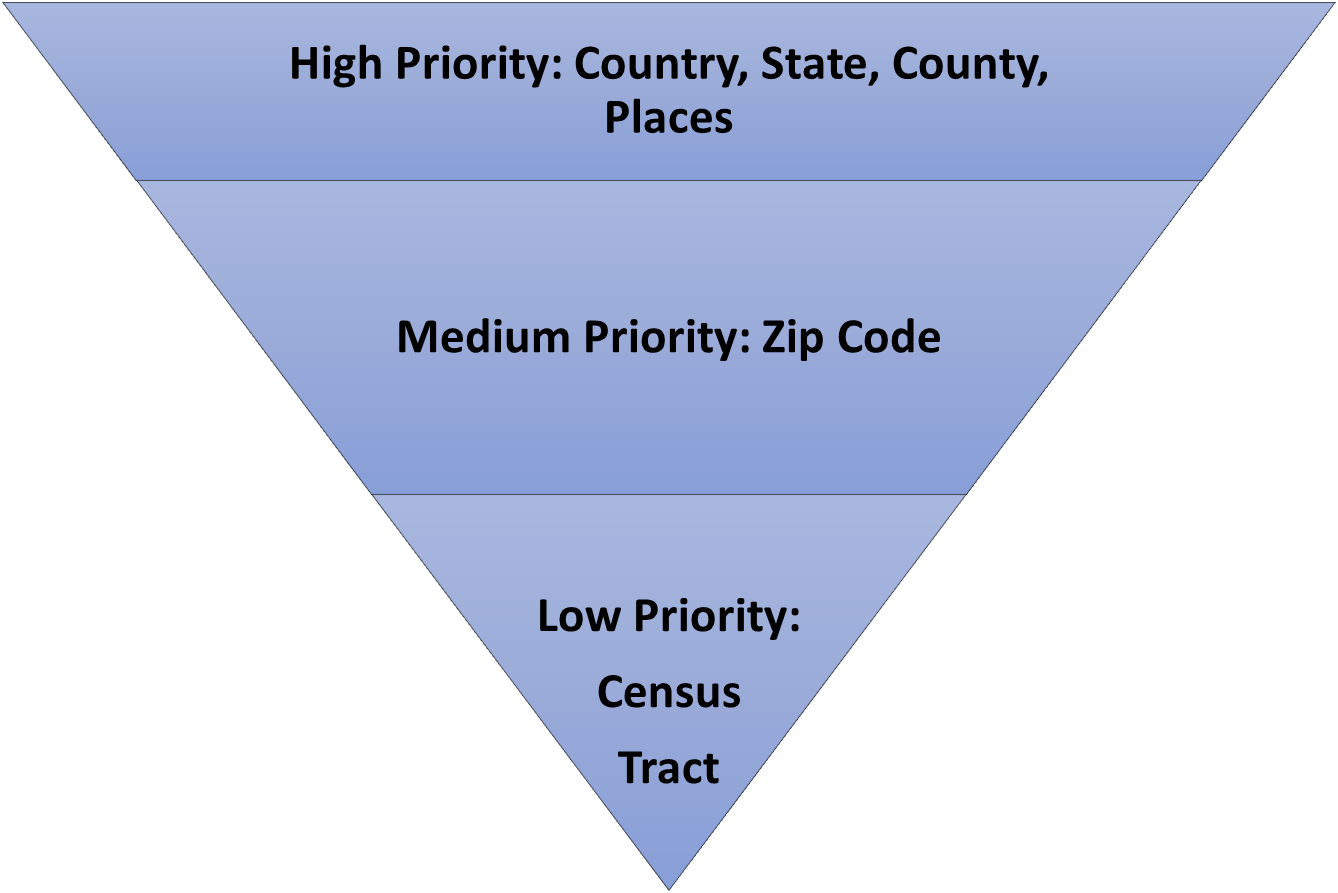 High Priority: Country, State, County,
Places
Medium Priority: Zip Code
Low Priority:
Census
Tract